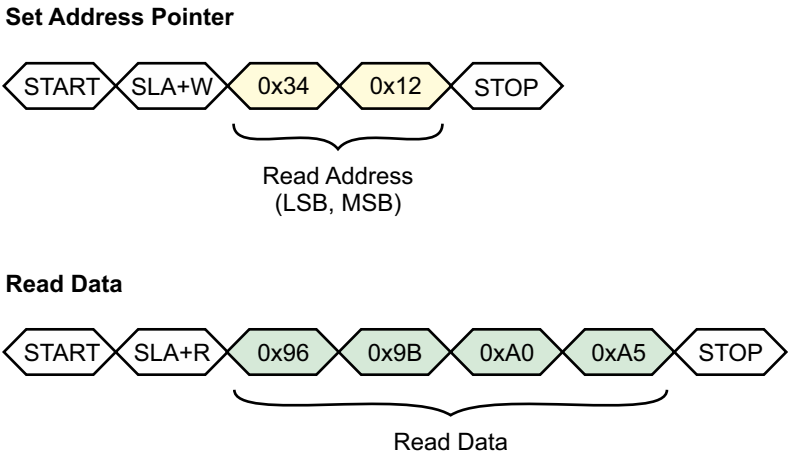 Set Address Pointer
START SLA+W 0x34 0x12 STOP
Read Address
(LSB, MSB)
Read Data
START SLA+R 0x96 0x9B 0xA0 0xA5 STOP
Read Data